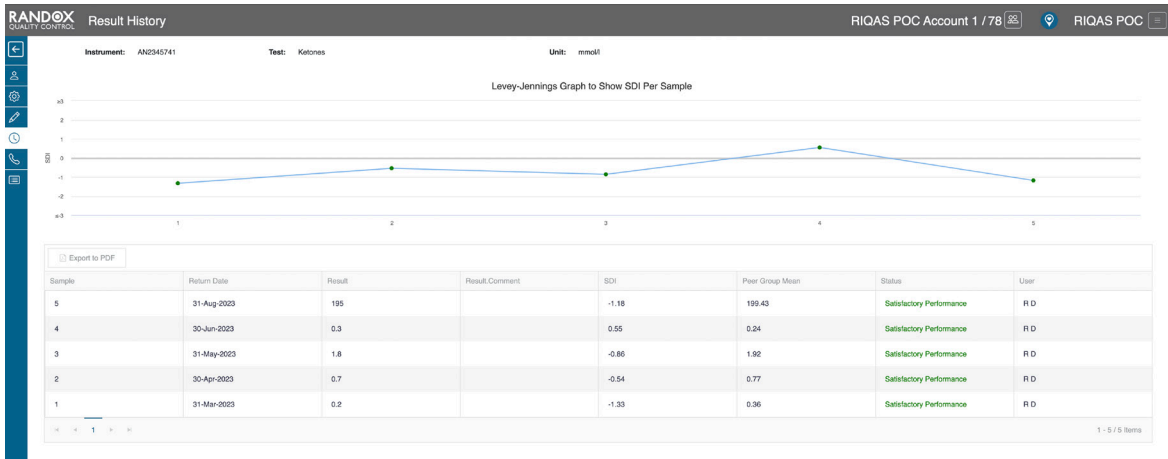 RANDOX
QUALITY CONTROL
Result History
RIQAS POC Account 1 / 78
RIQAS POC
Instrument: AN2345741 Test: Ketones Unit: mmol/l
Levey-Jennings Graph to Show SDI Per Sample
≥3
2
1
0
-1
-2
≤-3
SDI
1 2 3 4 5
Export to PDF
Sample Return Date Result Result.Comment SDI Peer Group Mean Status User
5 31-Aug-2023 195 -1.18 199.43 Satisfactory Performance R D
4 30-Jun-2023 0.3 0.55 0.24 Satisfactory Performance R D
3 31-May-2023 1.8 -0.86 1.92 Satisfactory Performance R D
2 30-Apr-2023 0.7 -0.54 0.77 Satisfactory Performance R D
1 31-Mar-2023 0.2 -1.33 0.36 Satisfactory Performance R D
1
1 - 5 / 5 Items